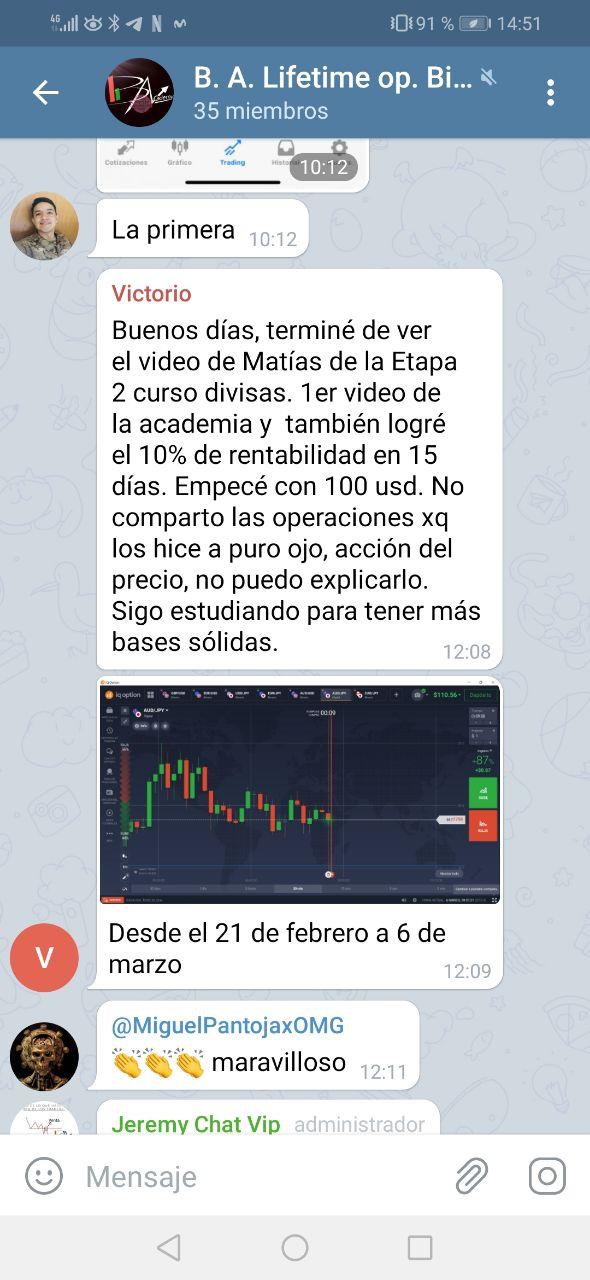 4G
91 %
14:51
B. A. Lifetime op. Bi...
35 miembros
Cotizaciones Gráfico Trading Histor
10:12
La primera 10:12
Victorio
Buenos días, terminé de ver
el video de Matías de la Etapa
2 curso divisas. 1er video de
la academia y también logré
el 10% de rentabilidad en 15
días. Empecé con 100 usd. No
comparto las operaciones xq
los hice a puro ojo, acción del
precio, no puedo explicarlo.
Sigo estudiando para tener más
bases sólidas.
12:08
iq option
$110.56
AUD/JPY
00:09
+87%
Desde el 21 de febrero a 6 de
marzo
12:09
V
@MiguelPantojaxOMG
👏👏👏 maravilloso 12:11
Jeremy Chat Vip administrador
Mensaje